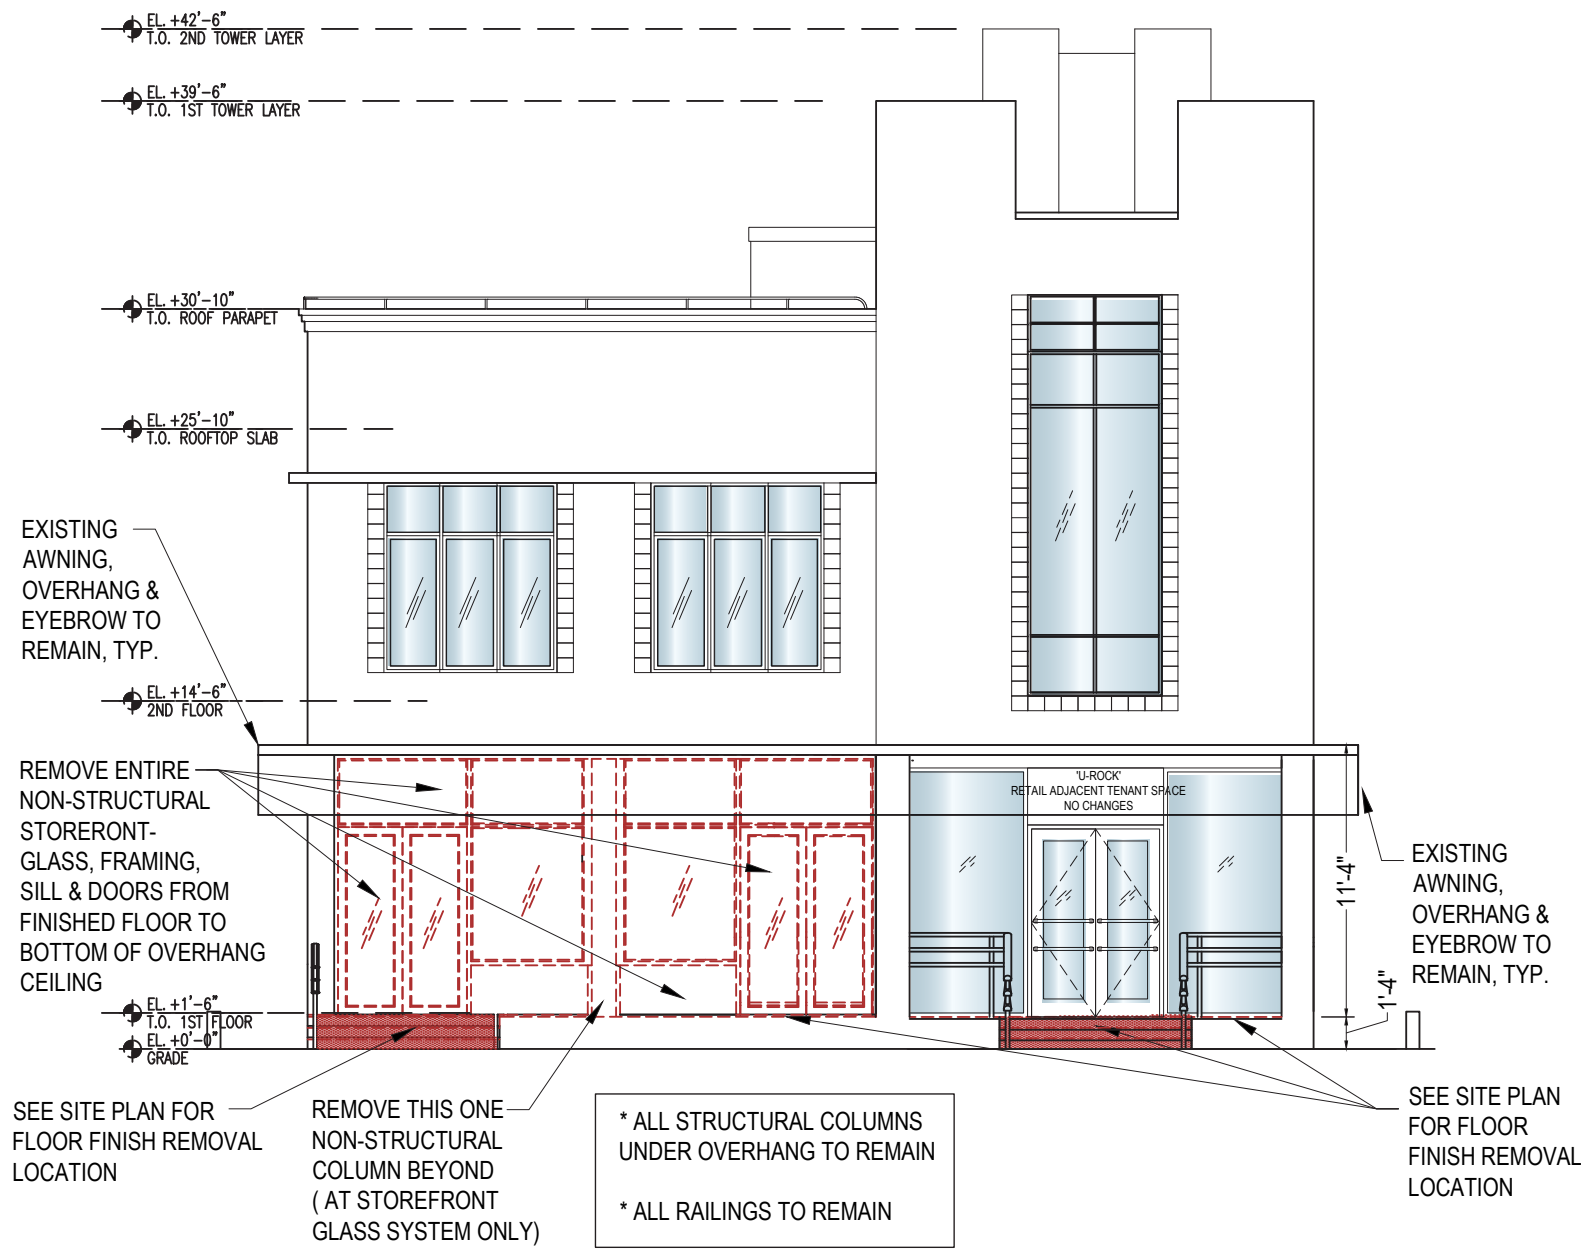 EL. +42'-6"
T.O. 2ND TOWER LAYER
EL. +39'-6"
T.O. 1ST TOWER LAYER
EL. +30'-10"
T.O. ROOF PARAPET
EL. +25'-10"
T.O. ROOFTOP SLAB
EXISTING
AWNING,
OVERHANG &
EYEBROW TO
REMAIN, TYP.
EL. +14'-6"
2ND FLOOR
REMOVE ENTIRE
NON-STRUCTURAL
STORERONT-
GLASS, FRAMING,
SILL & DOORS FROM
FINISHED FLOOR TO
BOTTOM OF OVERHANG
CEILING
'U-ROCK'
RETAIL ADJACENT TENANT SPACE
NO CHANGES
11'-4"
1'-4"
EXISTING
AWNING,
OVERHANG &
EYEBROW TO
REMAIN, TYP.
EL. +1'-6"
T.O. 1ST FLOOR
EL. +0'-0"
GRADE
SEE SITE PLAN FOR
FLOOR FINISH REMOVAL
LOCATION
REMOVE THIS ONE
NON-STRUCTURAL
COLUMN BEYOND
( AT STOREFRONT
GLASS SYSTEM ONLY)
* ALL STRUCTURAL COLUMNS
UNDER OVERHANG TO REMAIN
* ALL RAILINGS TO REMAIN
SEE SITE PLAN
FOR FLOOR
FINISH REMOVAL
LOCATION